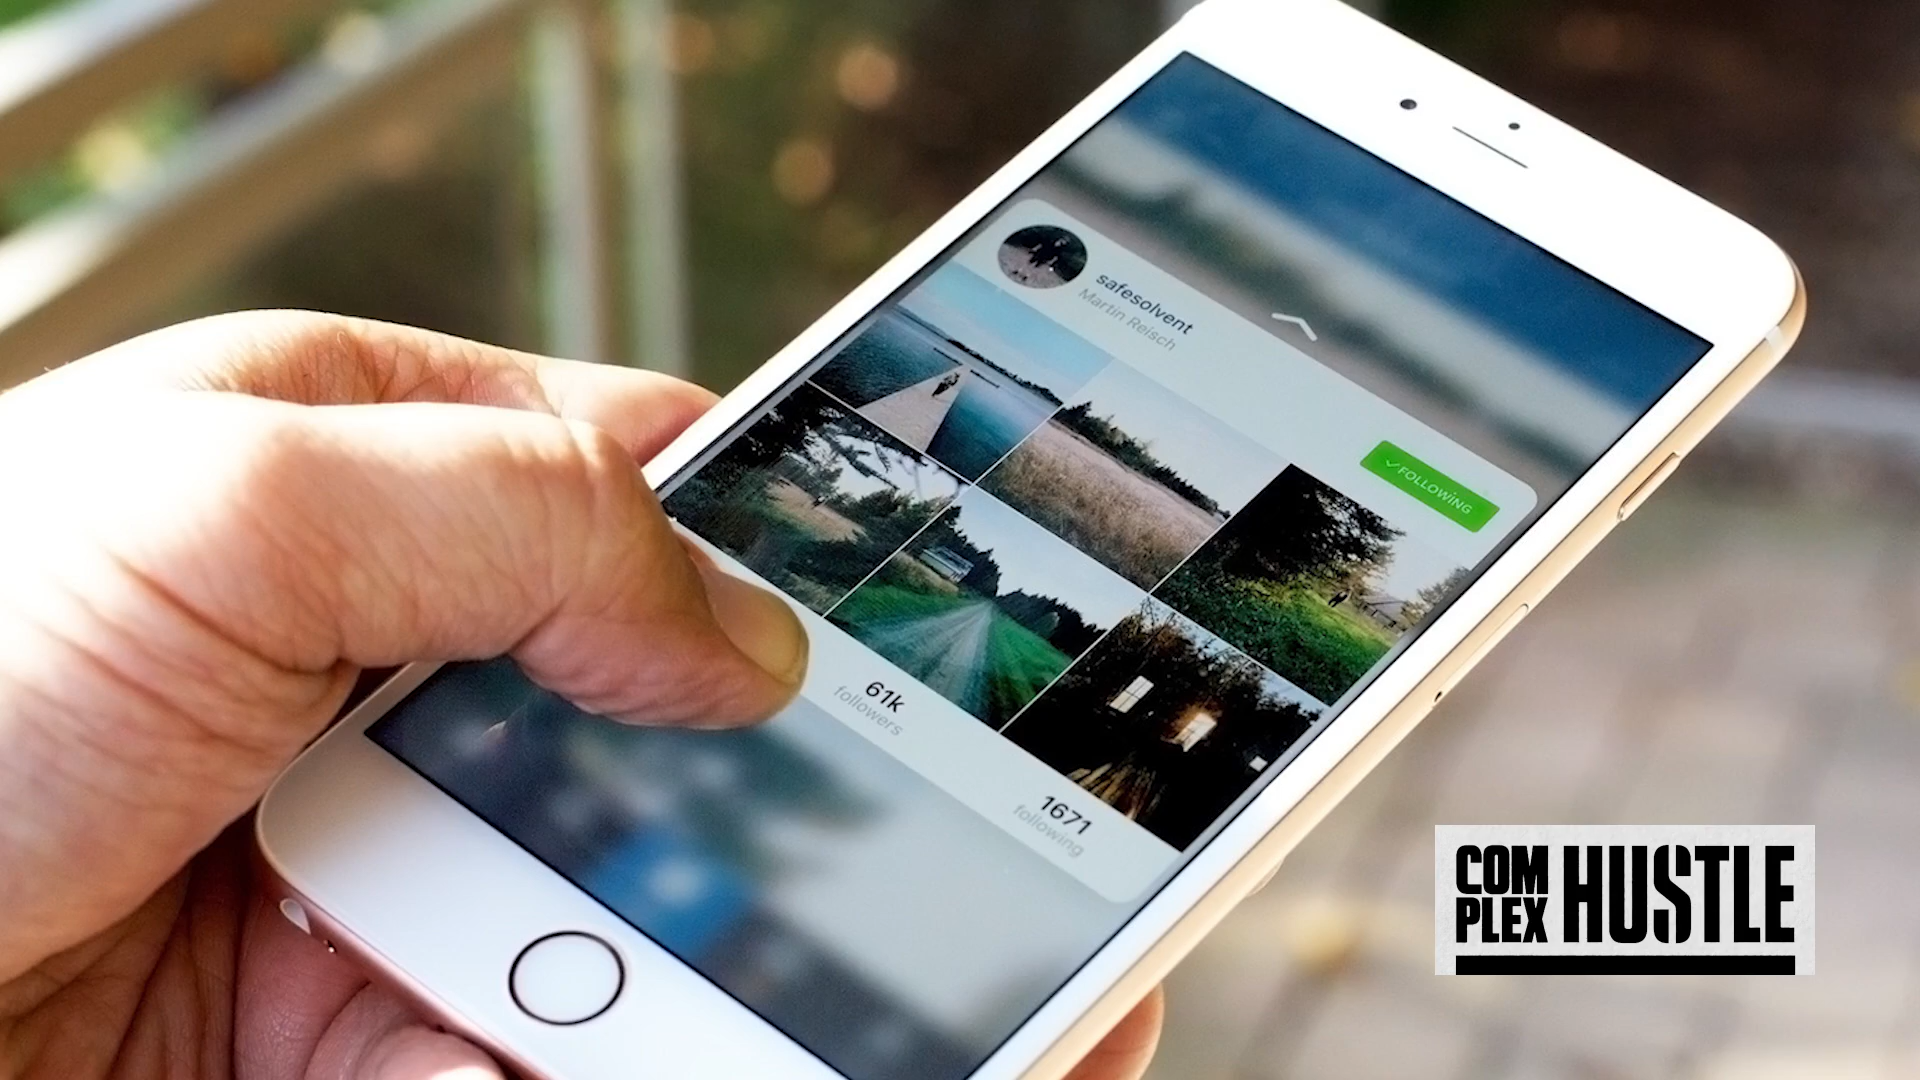 safesolvent
Martin Reisch
FOLLOWING
61k
followers
1671
following
COM
PLEX
HUSTLE